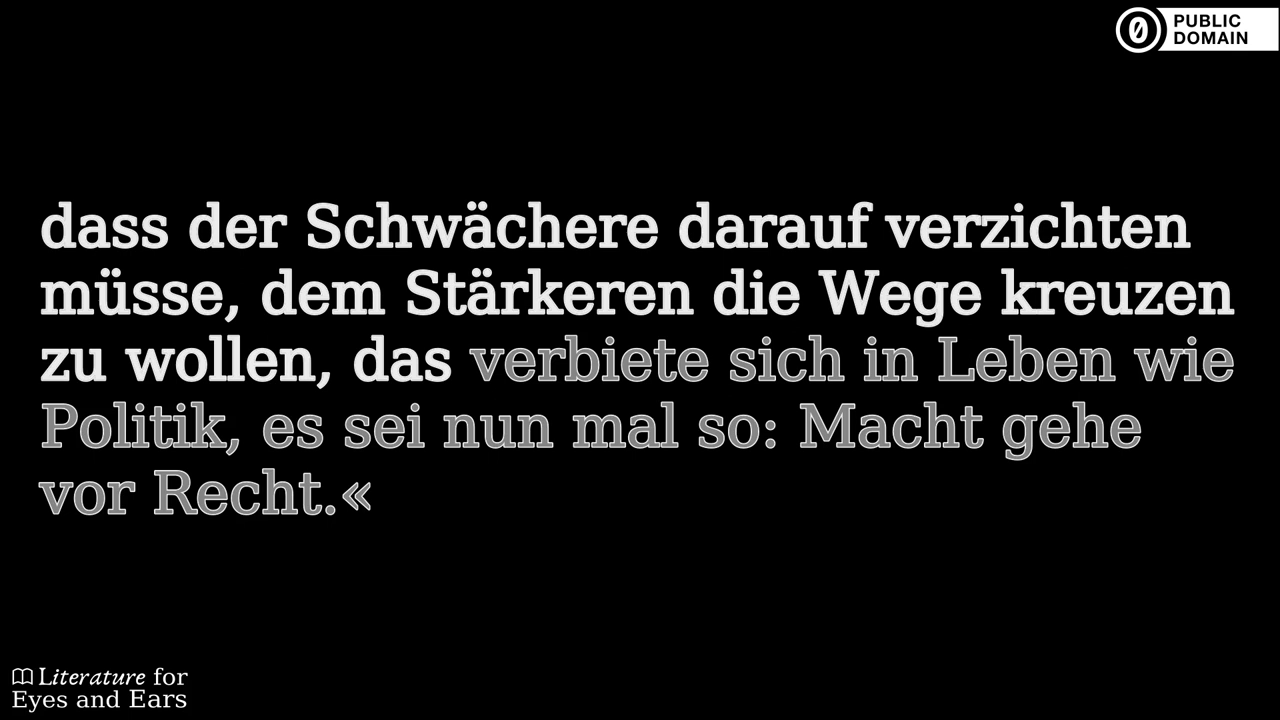 PUBLIC
DOMAIN
dass der Schwächere darauf verzichten
müsse, dem Stärkeren die Wege kreuzen
zu wollen, das verbiete sich in Leben wie
Politik, es sei nun mal so: Macht gehe
vor Recht.«
Literature for
Eyes and Ears